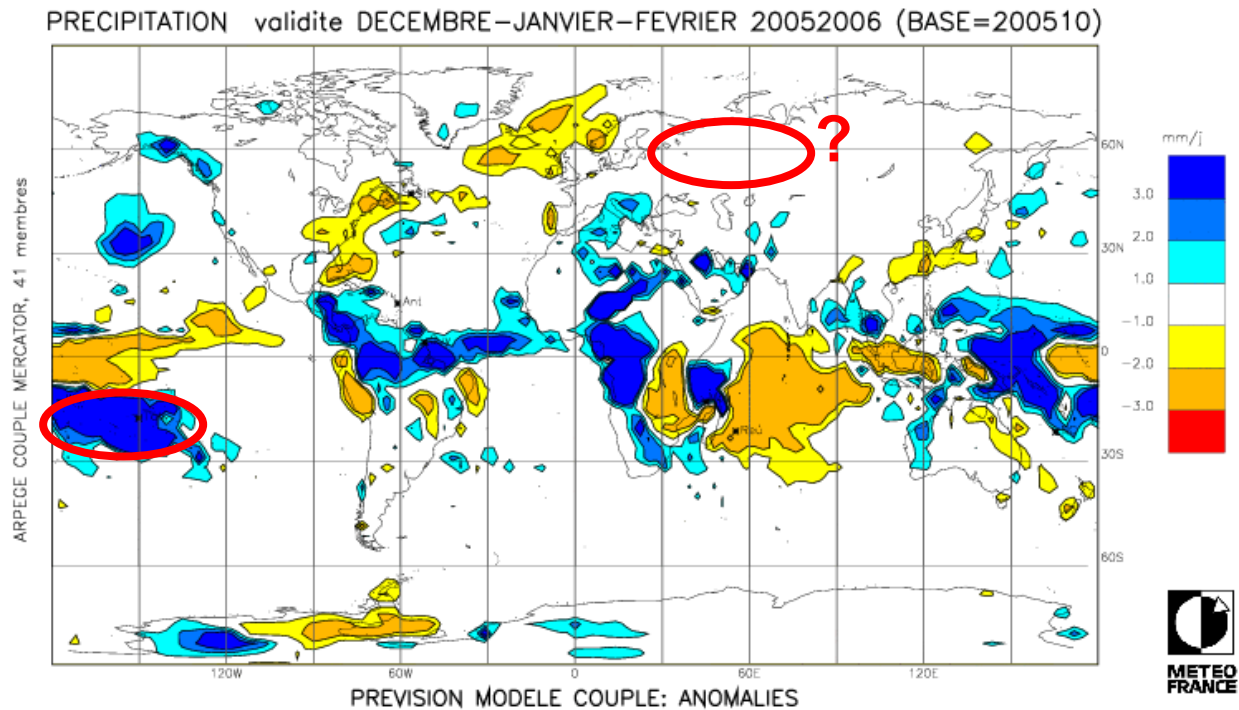 PRECIPITATION validite DECEMBRE-JANVIER-FEVRIER 20052006 (BASE=200510)
ARPEGE COUPLE MERCATOR, 41 membres
?
60N
30N
0
30S
60S
120W
60W
0
60E
120E
Ant
Reu
mm/j
3.0
2.0
1.0
-1.0
-2.0
-3.0
PREVISION MODELE COUPLE: ANOMALIES
METEO
FRANCE